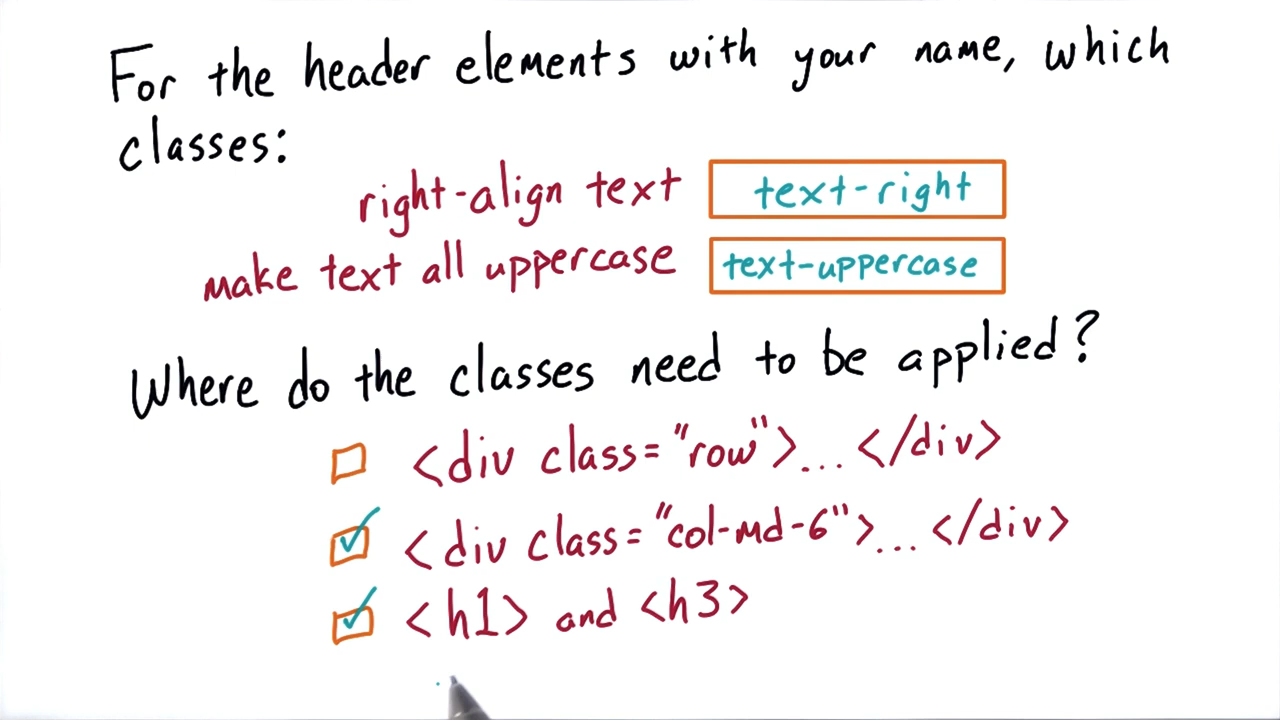 For the header elements with your name, which
classes:
right-align text text-right
make text all uppercase text-uppercase
Where do the classes need to be applied?
<div class="row">...</div>
<div class="col-md-6">...</div>
<h1> and <h3>